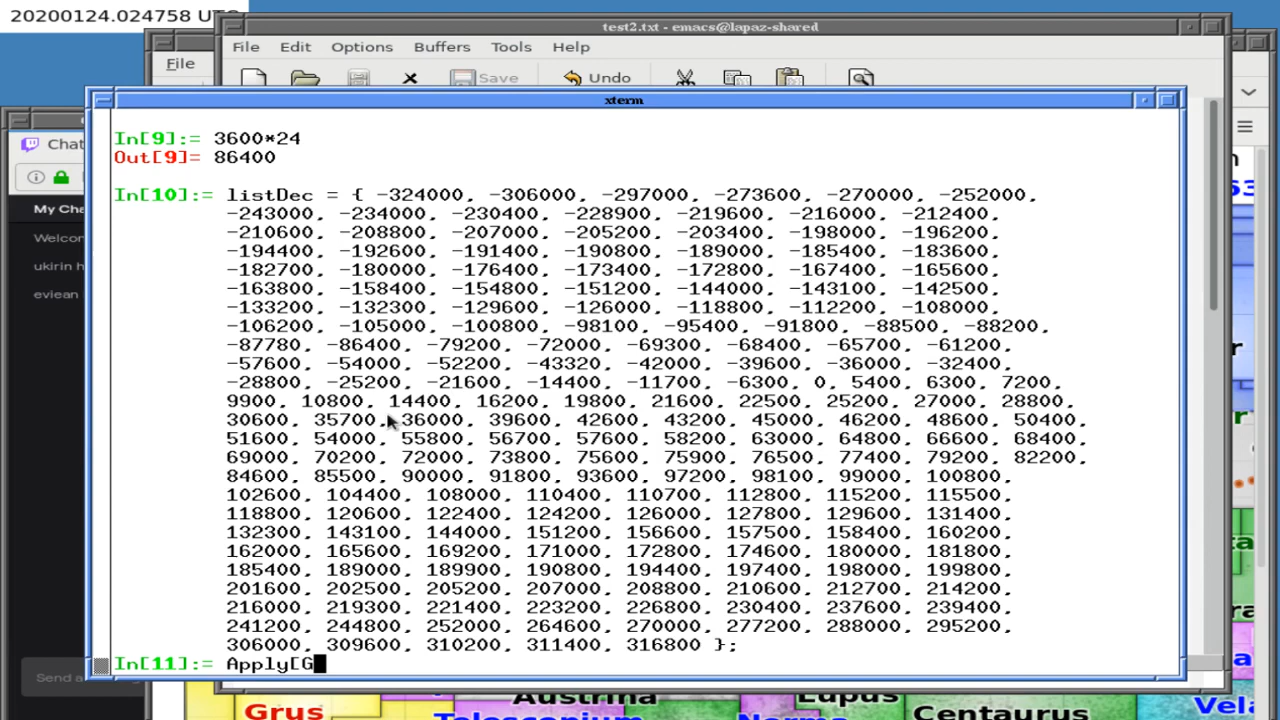 20200124.024758 UTC
test2.txt - emacs@lapaz-shared
File Edit Options Buffers Tools Help
File
Save Undo
xterm
Chat
My Cha
Welcon
ukirin h
eviean
In[9]:= 3600*24
Out[9]= 86400
In[10]:= listDec = { -324000, -306000, -297000, -273600, -270000, -252000,
-243000, -234000, -230400, -228900, -219600, -216000, -212400,
-210600, -208800, -207000, -205200, -203400, -198000, -196200,
-194400, -192600, -191400, -190800, -189000, -185400, -183600,
-182700, -180000, -176400, -173400, -172800, -167400, -165600,
-163800, -158400, -154800, -151200, -144000, -143100, -142500,
-133200, -132300, -129600, -126000, -118800, -112200, -108000,
-106200, -105000, -100800, -98100, -95400, -91800, -88500, -88200,
-87780, -86400, -79200, -72000, -69300, -68400, -65700, -61200,
-57600, -54000, -52200, -43320, -42000, -39600, -36000, -32400,
-28800, -25200, -21600, -14400, -11700, -6300, 0, 5400, 6300, 7200,
9900, 10800, 14400, 16200, 19800, 21600, 22500, 25200, 27000, 28800,
30600, 35700, 36000, 39600, 42600, 43200, 45000, 46200, 48600, 50400,
51600, 54000, 55800, 56700, 57600, 58200, 63000, 64800, 66600, 68400,
69000, 70200, 72000, 73800, 75600, 75900, 76500, 77400, 79200, 82200,
84600, 85500, 90000, 91800, 93600, 97200, 98100, 99000, 100800,
102600, 104400, 108000, 110400, 110700, 112800, 115200, 115500,
118800, 120600, 122400, 124200, 126000, 127800, 129600, 131400,
132300, 143100, 144000, 151200, 156600, 157500, 158400, 160200,
162000, 165600, 169200, 171000, 172800, 174600, 180000, 181800,
185400, 189000, 189900, 190800, 194400, 197400, 198000, 199800,
201600, 202500, 205200, 207000, 208800, 210600, 212700, 214200,
216000, 219300, 221400, 223200, 226800, 230400, 237600, 239400,
241200, 244800, 252000, 264600, 270000, 277200, 288000, 295200,
306000, 309600, 310200, 311400, 316800 };
In[11]:= Apply[G
Send a
Grus
Austrina
Telescopium
Norma
Lupus
Centaurus
Vela